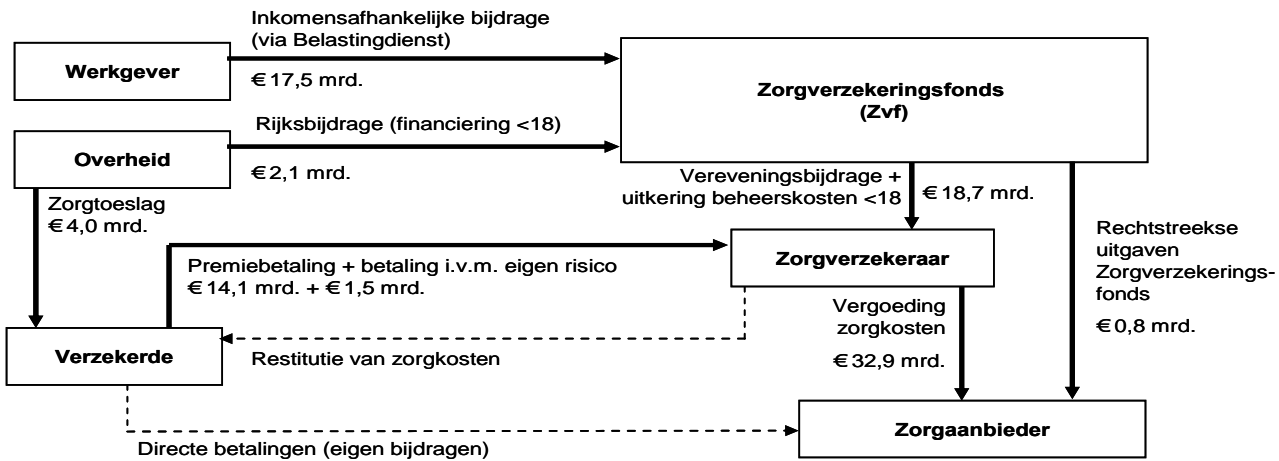 Inkomensafhankelijke bijdrage
(via Belastingdienst)
Werkgever
€ 17,5 mrd.
Zorgverzekeringsfonds
(Zvf)
Rijksbijdrage (financiering <18)
Overheid
€ 2,1 mrd.
Zorgtoeslag
€ 4,0 mrd.
Vereveningsbijdrage +
uitkering beheerskosten <18
€ 18,7 mrd.
Rechtstreekse
uitgaven
Zorgverzekerings-
fonds
€ 0,8 mrd.
Premiebetaling + betaling i.v.m. eigen risico
€ 14,1 mrd. + € 1,5 mrd.
Zorgverzekeraar
Vergoeding
zorgkosten
€ 32,9 mrd.
Verzekerde
Restitutie van zorgkosten
Directe betalingen (eigen bijdragen)
Zorgaanbieder